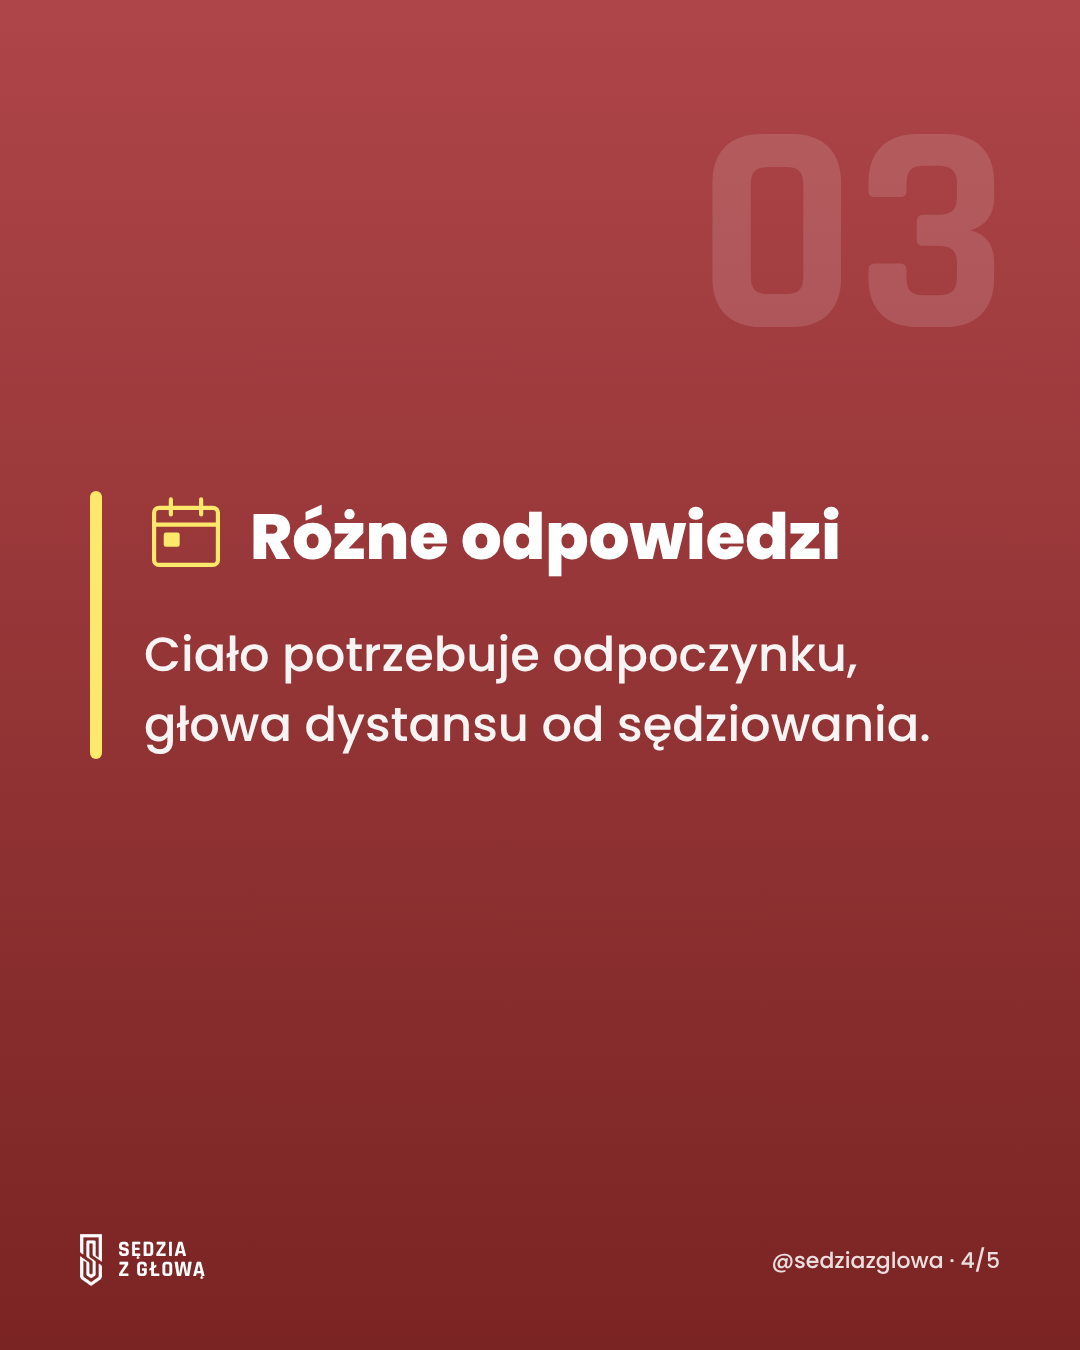 03
Różne odpowiedzi
Ciało potrzebuje odpoczynku,
głowa dystansu od sędziowania.
SĘDZIA
Z GŁOWĄ
@sedziazglowa · 4/5